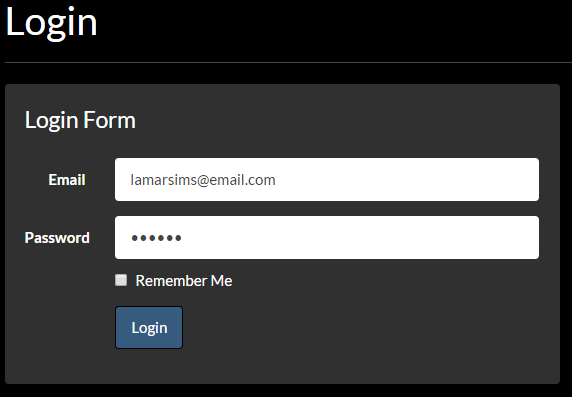 Login
Login Form
Email lamarsims@email.com
Password ••••••
Remember Me
Login